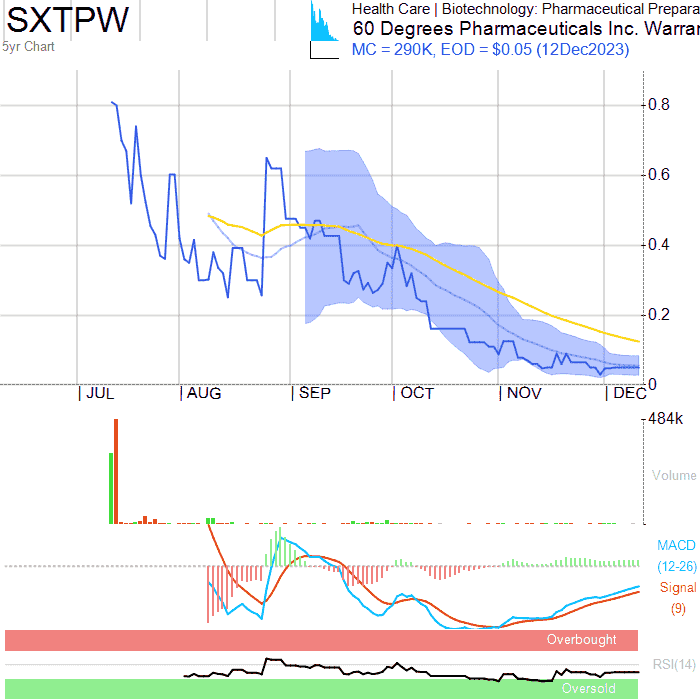 SXTPW
5yr Chart
Health Care | Biotechnology: Pharmaceutical Prepara
60 Degrees Pharmaceuticals Inc. Warran
MC = 290K, EOD = $0.05 (12Dec2023)
0.8
0.6
0.4
0.2
0
| JUL | AUG | SEP | OCT | NOV | DEC
484k
Volume
MACD
(12-26)
Signal
(9)
Overbought
RSI(14)
Oversold